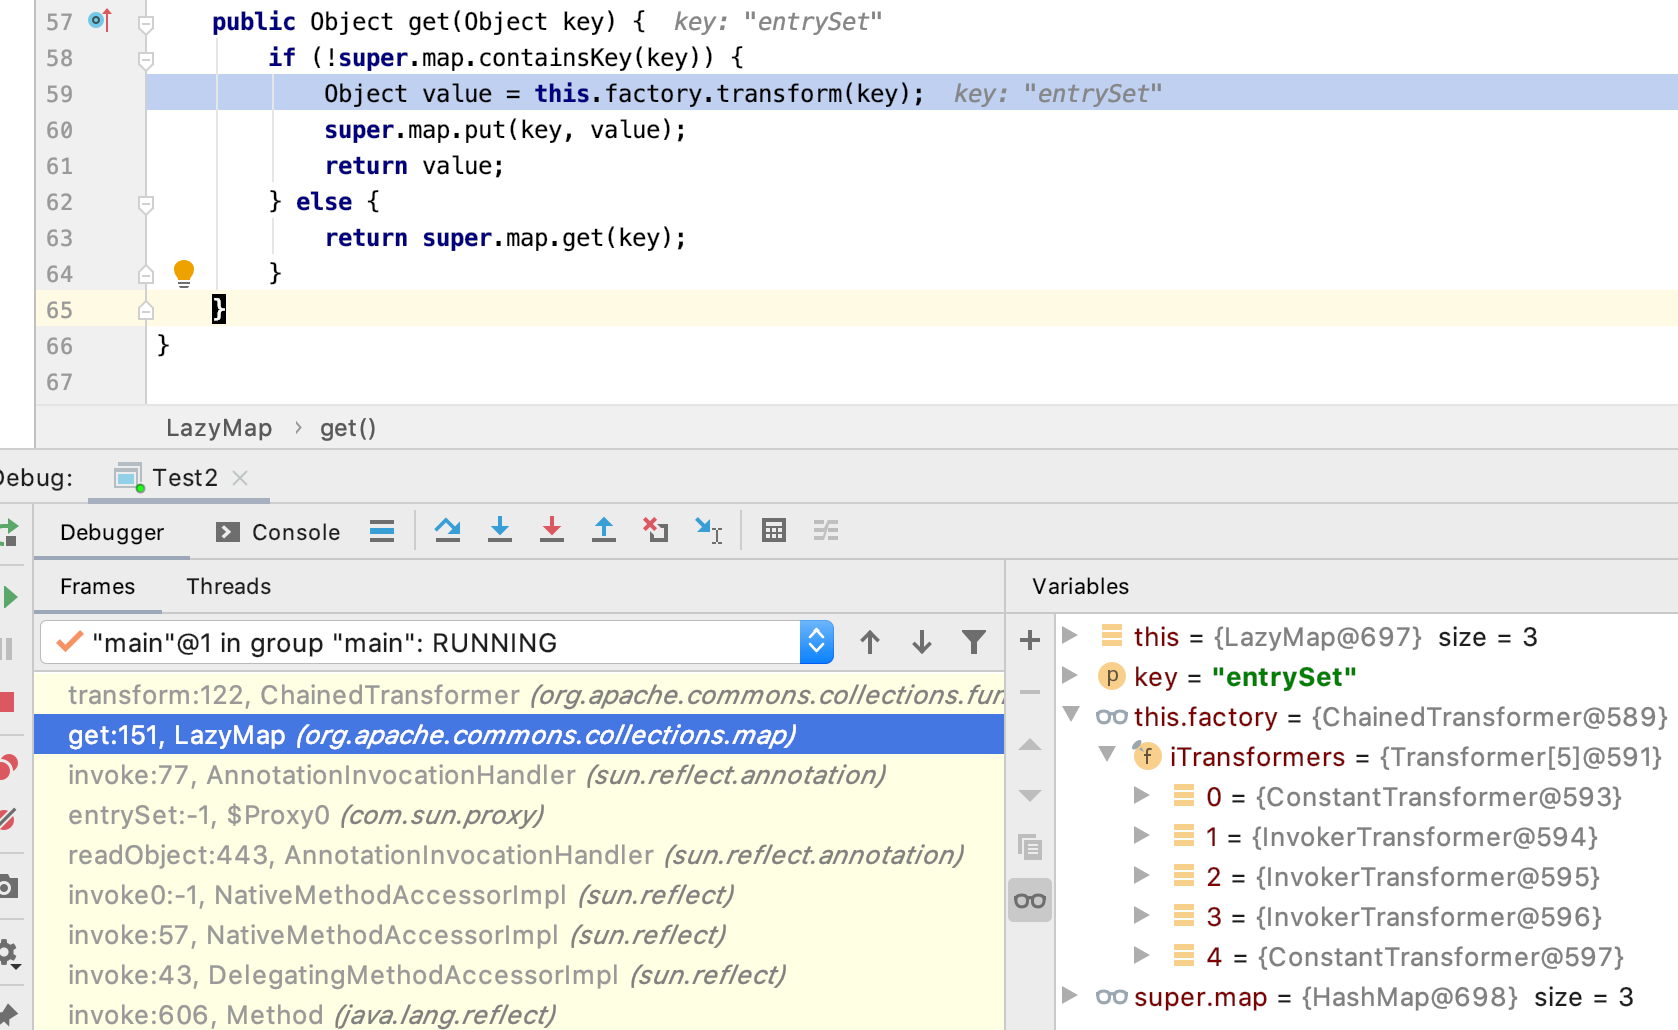 57 public Object get(Object key) { key: "entrySet"
58 if (!super.map.containsKey(key)) {
59 Object value = this.factory.transform(key); key: "entrySet"
60 super.map.put(key, value);
61 return value;
62 } else {
63 return super.map.get(key);
64 }
65 }
66 }
67
LazyMap › get()
Debug: Test2
Debugger Console
Frames Threads
"main"@1 in group "main": RUNNING
transform:122, ChainedTransformer (org.apache.commons.collections.fun
get:151, LazyMap (org.apache.commons.collections.map)
invoke:77, AnnotationInvocationHandler (sun.reflect.annotation)
entrySet:-1, $Proxy0 (com.sun.proxy)
readObject:443, AnnotationInvocationHandler (sun.reflect.annotation)
invoke0:-1, NativeMethodAccessorImpl (sun.reflect)
invoke:57, NativeMethodAccessorImpl (sun.reflect)
invoke:43, DelegatingMethodAccessorImpl (sun.reflect)
invoke:606, Method (java.lang.reflect)
Variables
this = {LazyMap@697} size = 3
p key = "entrySet"
this.factory = {ChainedTransformer@589}
f iTransformers = {Transformer[5]@591}
0 = {ConstantTransformer@593}
1 = {InvokerTransformer@594}
2 = {InvokerTransformer@595}
3 = {InvokerTransformer@596}
4 = {ConstantTransformer@597}
super.map = {HashMap@698} size = 3